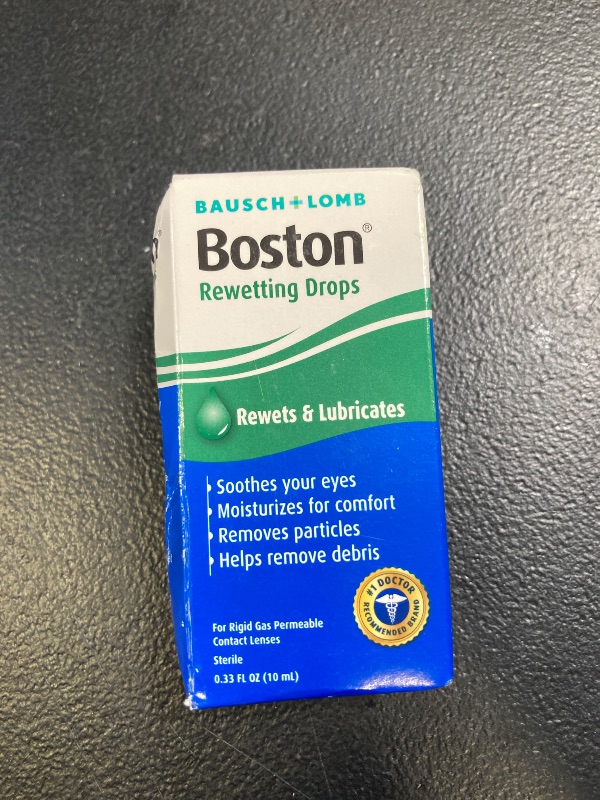 BAUSCH+LOMB
Boston®
Rewetting Drops
Rewets & Lubricates
• Soothes your eyes
• Moisturizes for comfort
• Removes particles
• Helps remove debris
#1 DOCTOR
RECOMMENDED BRAND
For Rigid Gas Permeable
Contact Lenses
Sterile
0.33 FL OZ (10 mL)